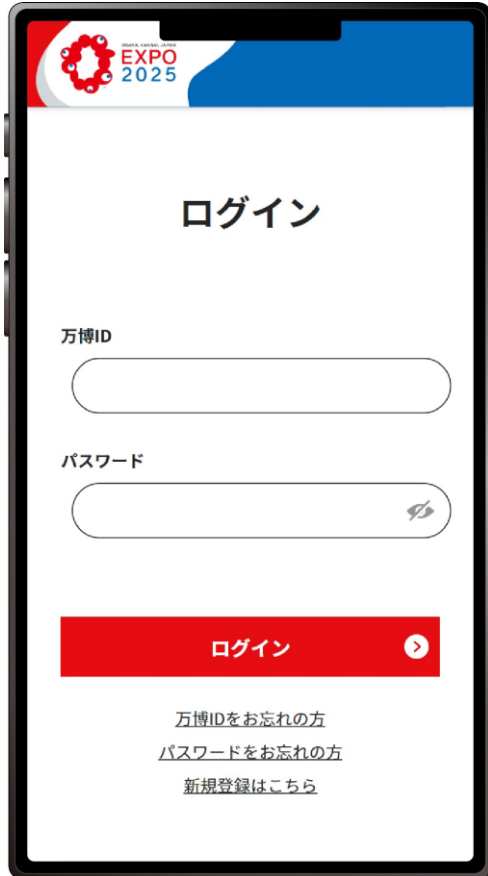 OSAKA, KANSAI, JAPAN
EXPO
2025
ログイン
万博ID
パスワード
ログイン
万博IDをお忘れの方
パスワードをお忘れの方
新規登録はこちら